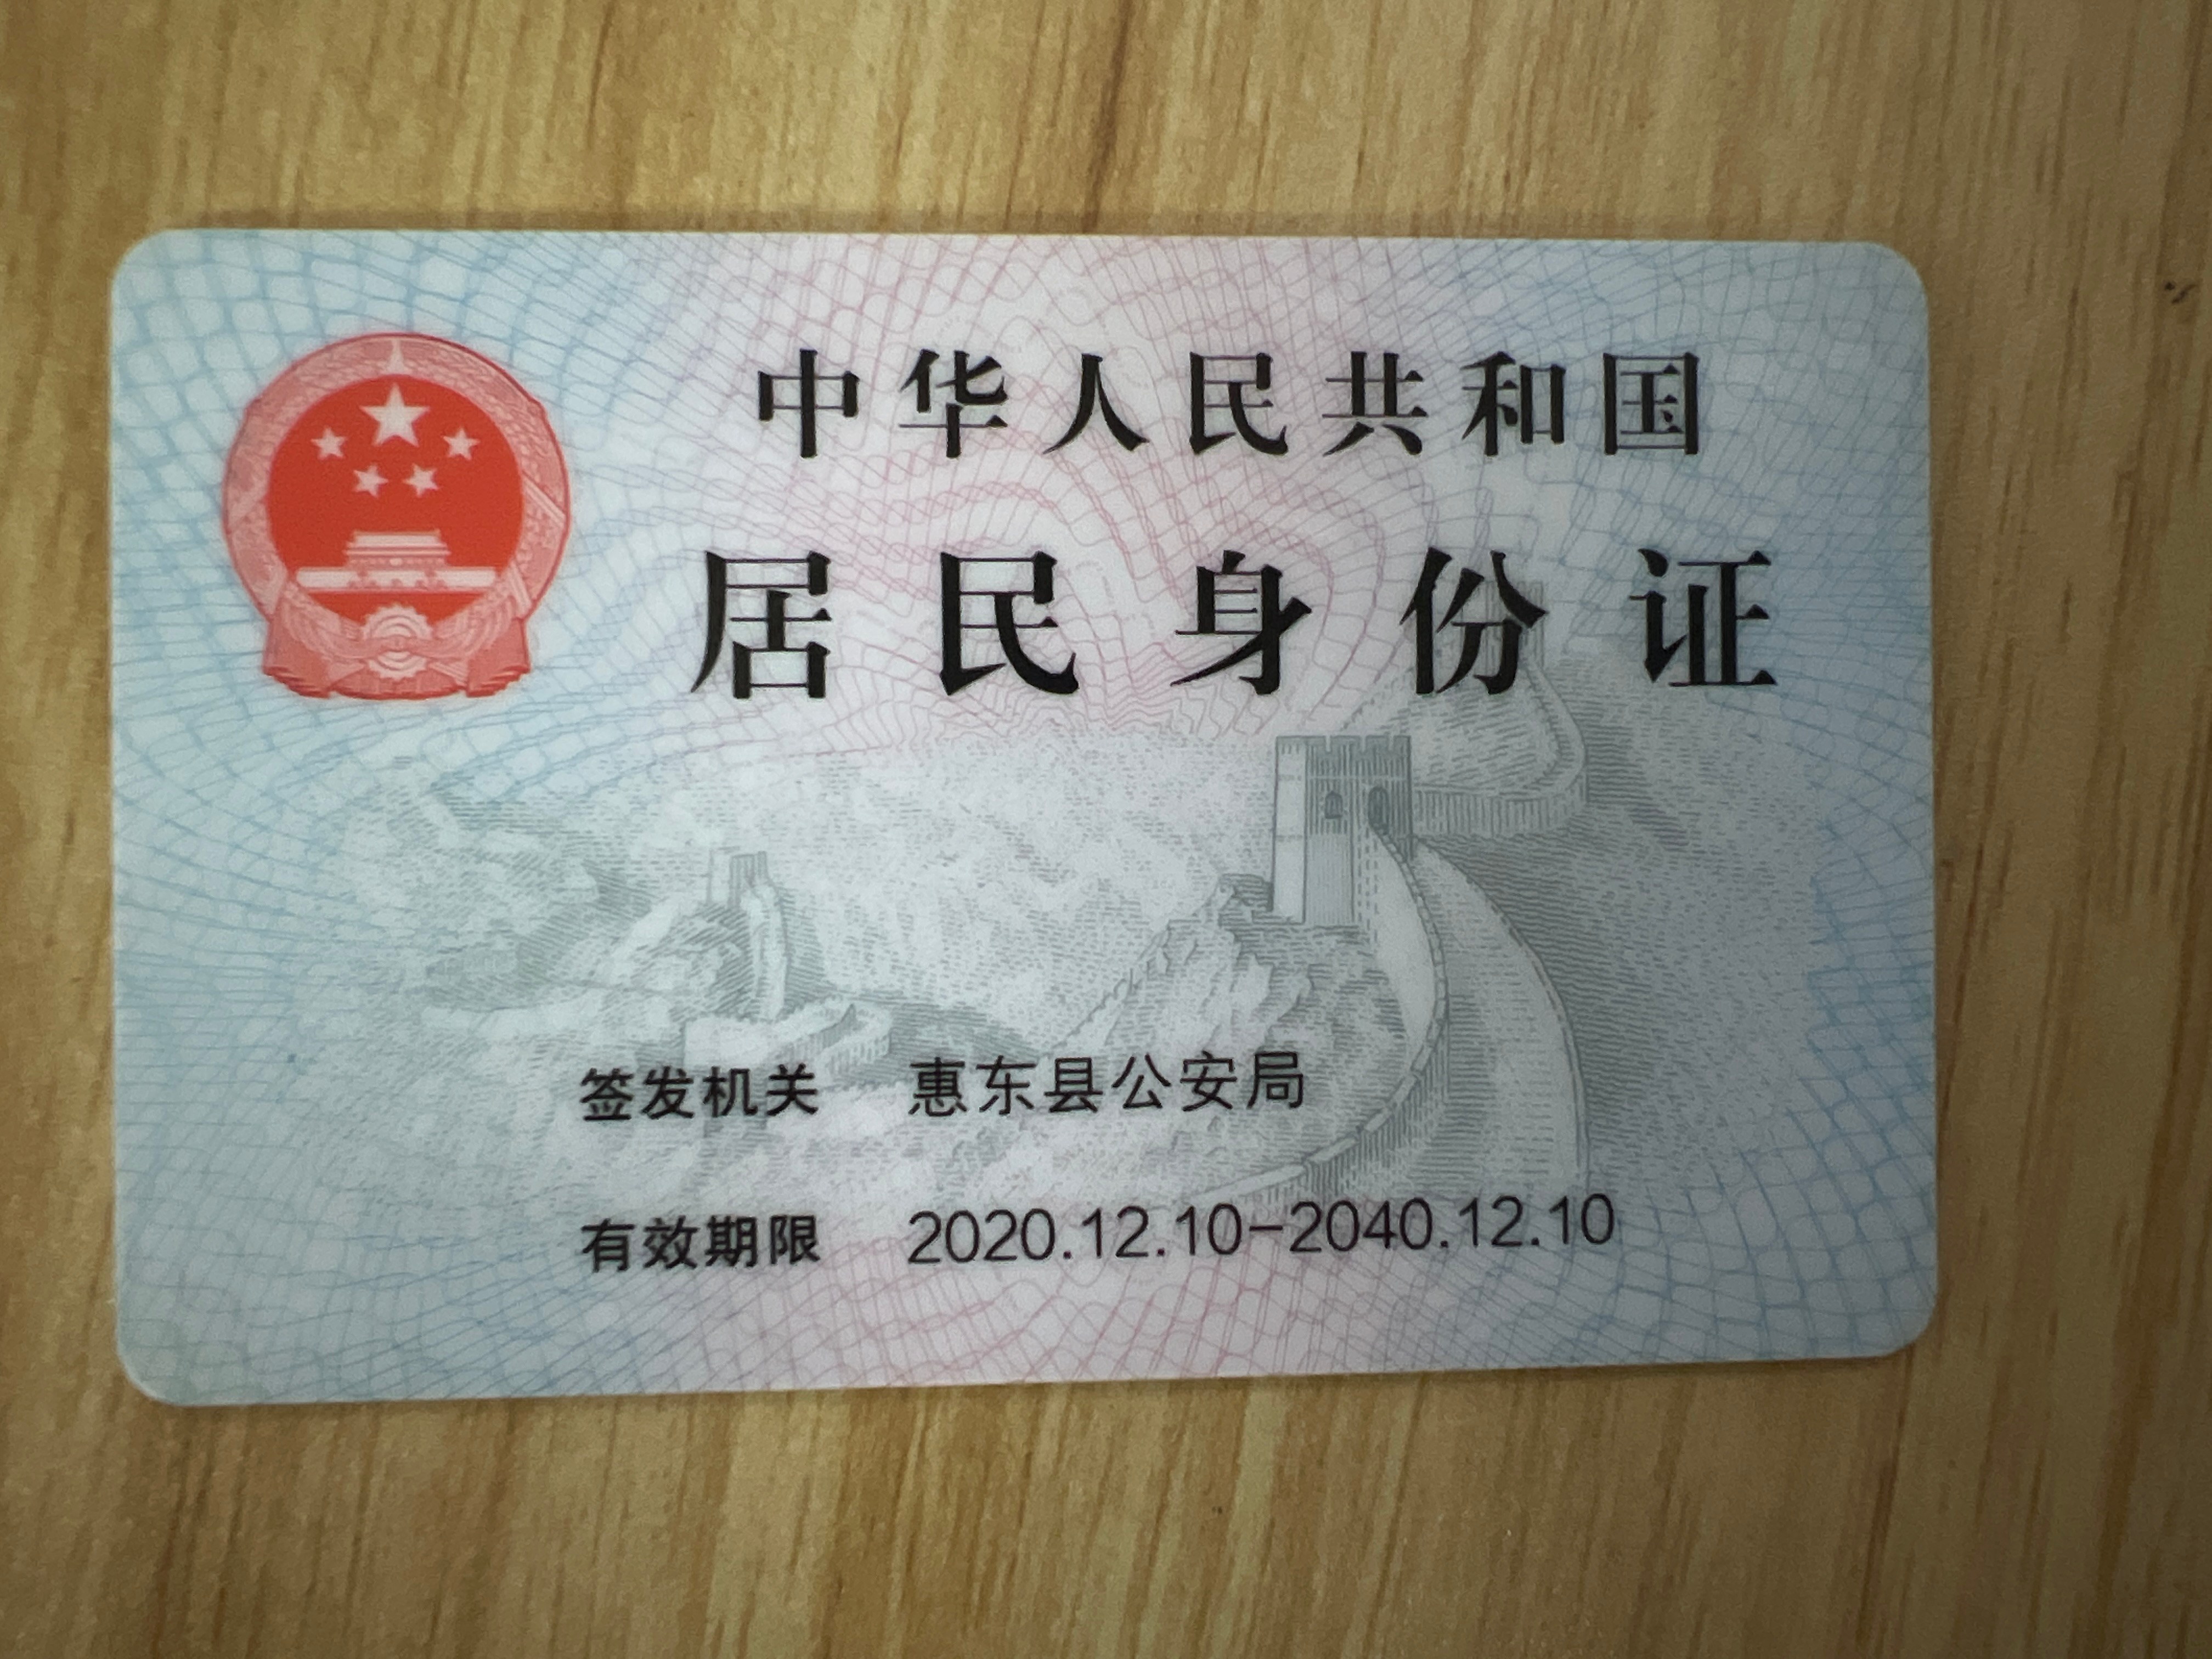 中华人民共和国
居民身份证
签发机关 惠东县公安局
有效期限 2020.12.10-2040.12.10